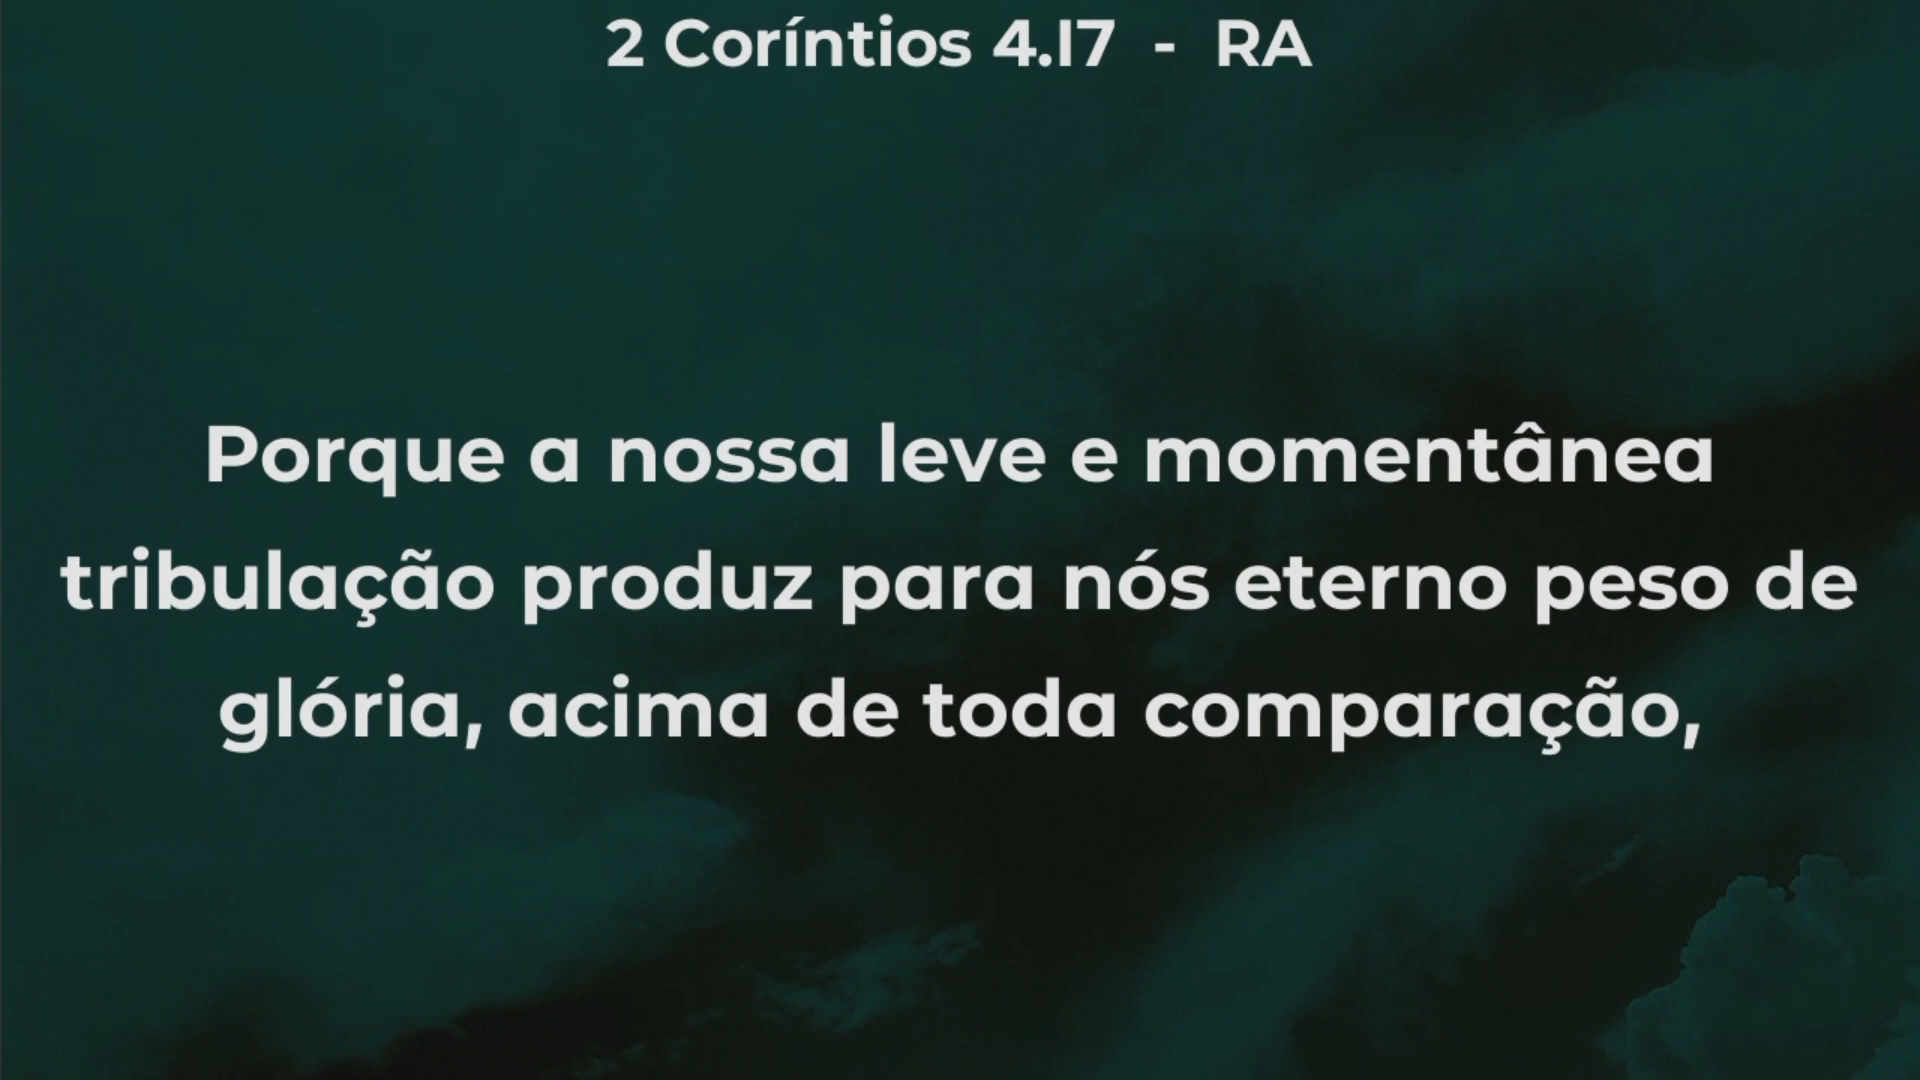 2 Coríntios 4.17 - RA
Porque a nossa leve e momentânea
tribulação produz para nós eterno peso de
glória, acima de toda comparação,